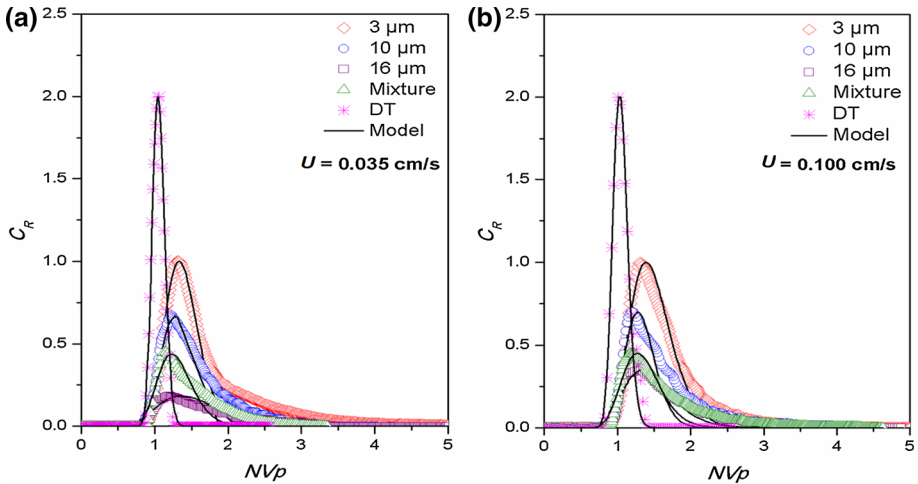 (a)
2.5
2.0
1.5
1.0
0.5
0.0
0
1
2
3
4
5
C_R
NVp
3 µm
10 µm
16 µm
Mixture
DT
Model
U = 0.035 cm/s
(b)
2.5
2.0
1.5
1.0
0.5
0.0
0
1
2
3
4
5
C_R
NVp
3 µm
10 µm
16 µm
Mixture
DT
Model
U = 0.100 cm/s